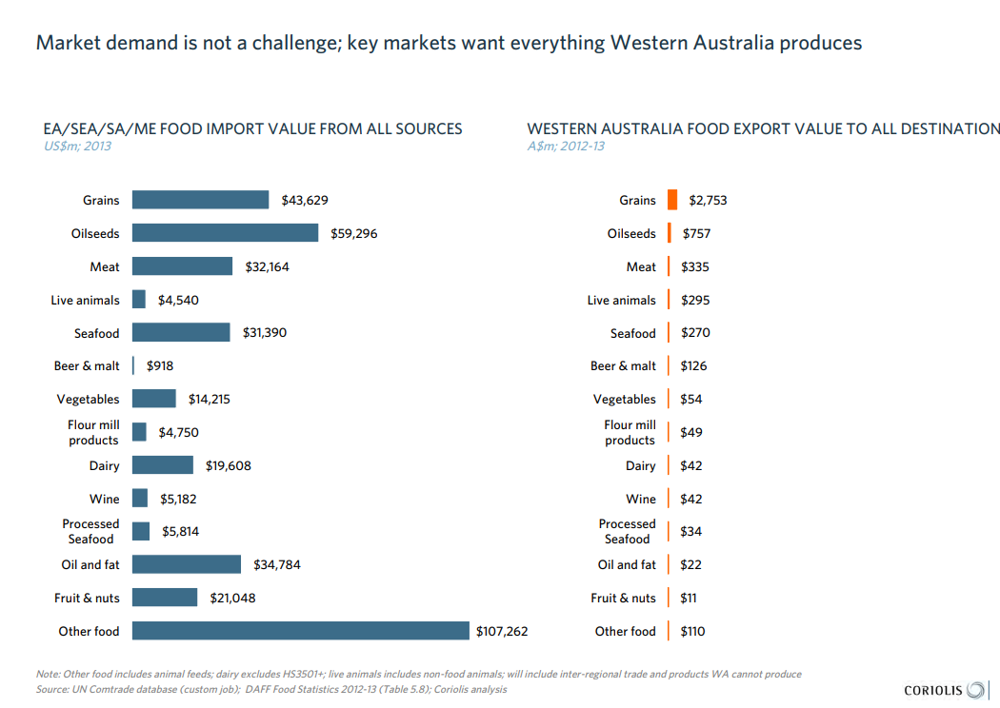 Market demand is not a challenge; key markets want everything Western Australia produces
EA/SEA/SA/ME FOOD IMPORT VALUE FROM ALL SOURCES
US$m; 2013
Grains $43,629
Oilseeds $59,296
Meat $32,164
Live animals $4,540
Seafood $31,390
Beer & malt $918
Vegetables $14,215
Flour mill
products $4,750
Dairy $19,608
Wine $5,182
Processed
Seafood $5,814
Oil and fat $34,784
Fruit & nuts $21,048
Other food $107,262
WESTERN AUSTRALIA FOOD EXPORT VALUE TO ALL DESTINATION
A$m; 2012-13
Grains $2,753
Oilseeds $757
Meat $335
Live animals $295
Seafood $270
Beer & malt $126
Vegetables $54
Flour mill
products $49
Dairy $42
Wine $42
Processed
Seafood $34
Oil and fat $22
Fruit & nuts $11
Other food $110
Note: Other food includes animal feeds; dairy excludes HS3501+; live animals includes non-food animals; will include inter-regional trade and products WA cannot produce
Source: UN Comtrade database (custom job); DAFF Food Statistics 2012-13 (Table 5.8); Coriolis analysis
CORIOLIS